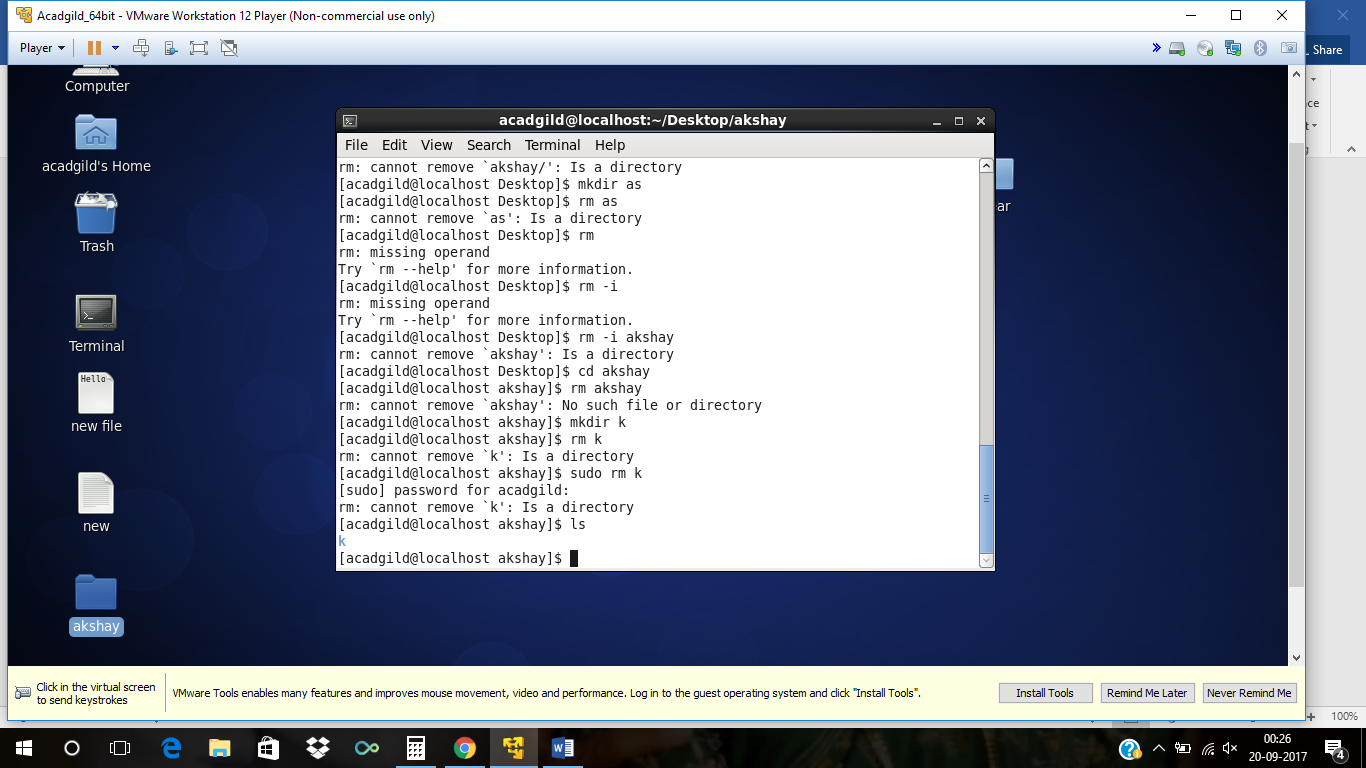 Acadgild_64bit - VMware Workstation 12 Player (Non-commercial use only)
Player
Share
Computer
acadgild's Home
Trash
Terminal
Hello
new file
new
akshay
acadgild@localhost:~/Desktop/akshay
File Edit View Search Terminal Help
rm: cannot remove `akshay/': Is a directory
[acadgild@localhost Desktop]$ mkdir as
[acadgild@localhost Desktop]$ rm as
rm: cannot remove `as': Is a directory
[acadgild@localhost Desktop]$ rm
rm: missing operand
Try `rm --help' for more information.
[acadgild@localhost Desktop]$ rm -i
rm: missing operand
Try `rm --help' for more information.
[acadgild@localhost Desktop]$ rm -i akshay
rm: cannot remove `akshay': Is a directory
[acadgild@localhost Desktop]$ cd akshay
[acadgild@localhost akshay]$ rm akshay
rm: cannot remove `akshay': No such file or directory
[acadgild@localhost akshay]$ mkdir k
[acadgild@localhost akshay]$ rm k
rm: cannot remove `k': Is a directory
[acadgild@localhost akshay]$ sudo rm k
[sudo] password for acadgild:
rm: cannot remove `k': Is a directory
[acadgild@localhost akshay]$ ls
k
[acadgild@localhost akshay]$
ar
ce
t
Click in the virtual screen
to send keystrokes
VMware Tools enables many features and improves mouse movement, video and performance. Log in to the guest operating system and click "Install Tools".
Install Tools
Remind Me Later
Never Remind Me
100%
00:26
20-09-2017
4